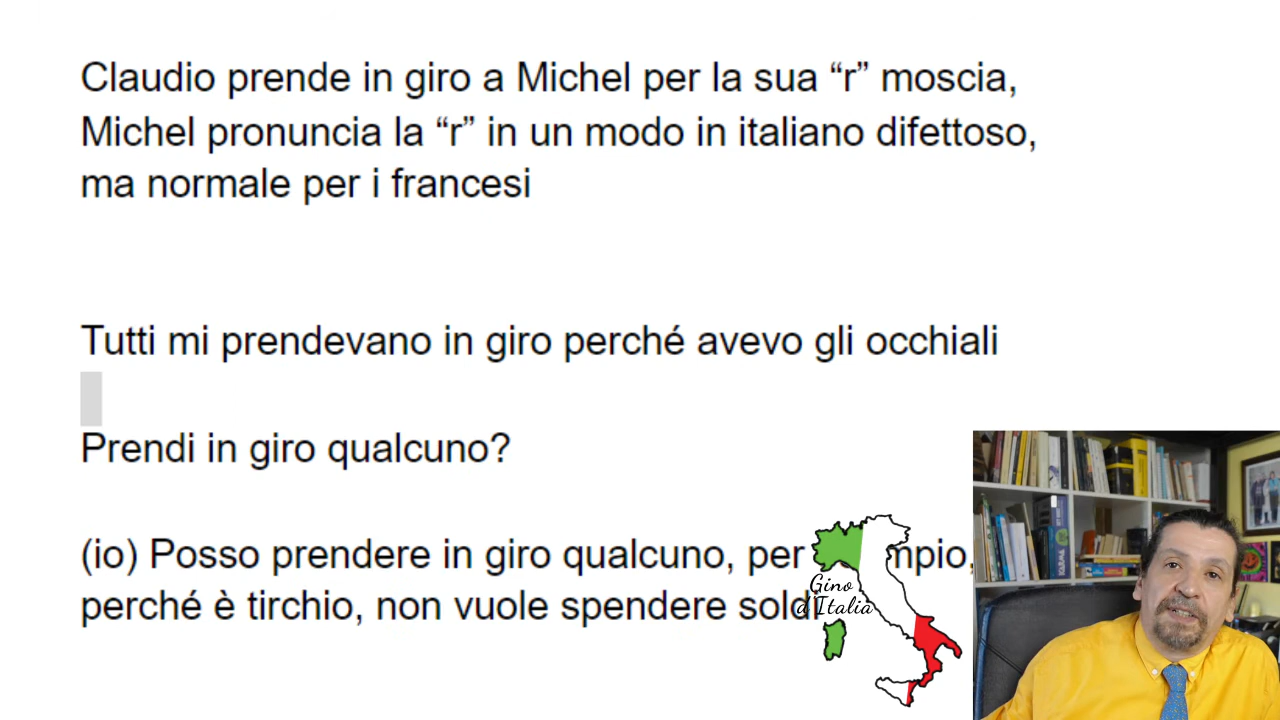 Claudio prende in giro a Michel per la sua “r” moscia,
Michel pronuncia la “r” in un modo in italiano difettoso,
ma normale per i francesi
Tutti mi prendevano in giro perché avevo gli occhiali
Prendi in giro qualcuno?
(io) Posso prendere in giro qualcuno, per mpio,
perché è tirchio, non vuole spendere soldi
Gino
d'Italia